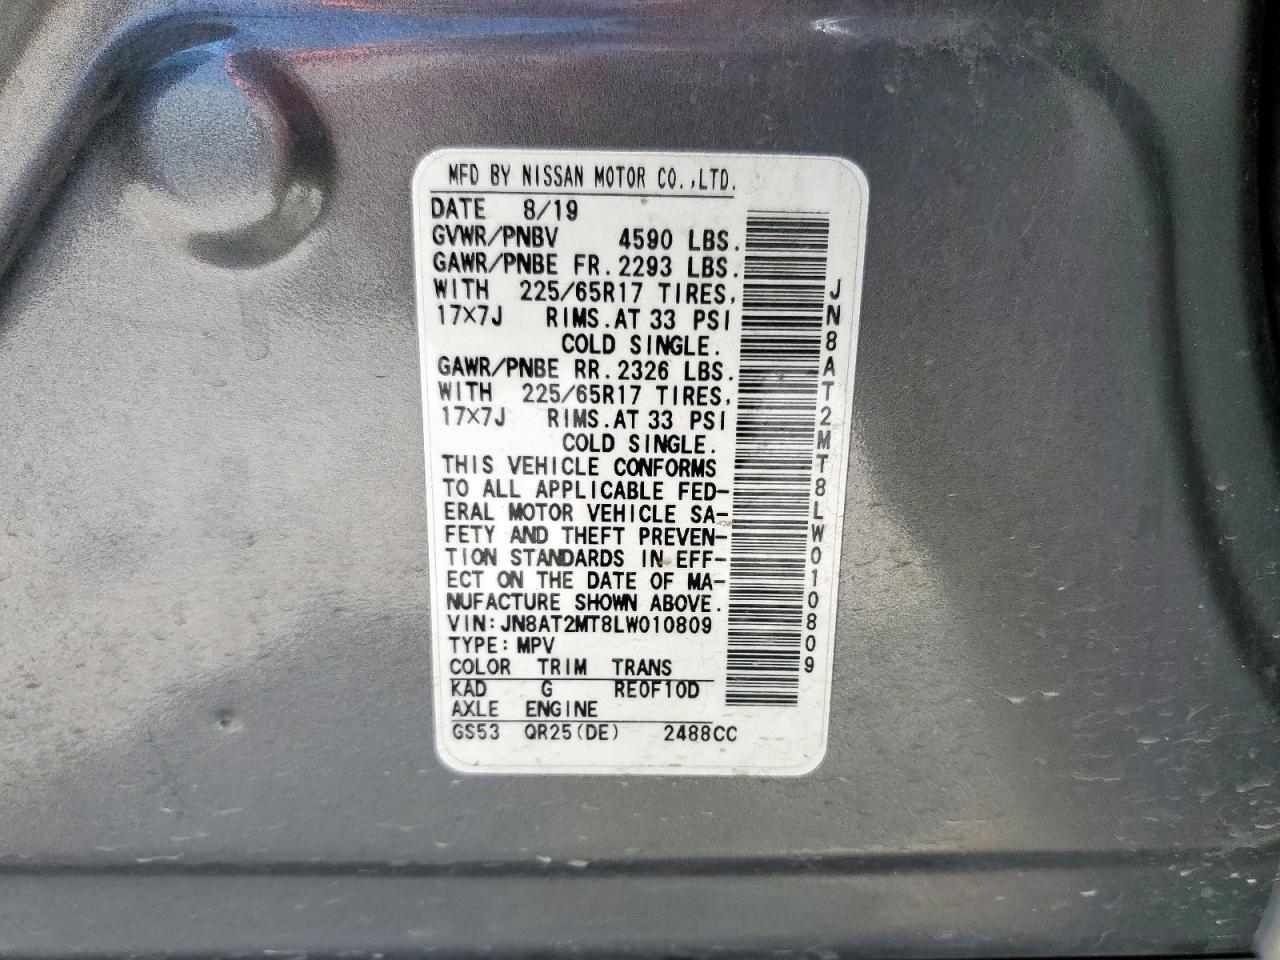 MFD BY NISSAN MOTOR CO.,LTD.
DATE 8/19
GVWR/PNBV 4590 LBS.
GAWR/PNBE FR.2293 LBS.
WITH 225/65R17 TIRES,
17X7J RIMS.AT 33 PSI
COLD SINGLE.
GAWR/PNBE RR.2326 LBS.
WITH 225/65R17 TIRES,
17X7J RIMS.AT 33 PSI
COLD SINGLE.
THIS VEHICLE CONFORMS
TO ALL APPLICABLE FED-
ERAL MOTOR VEHICLE SA-
FETY AND THEFT PREVEN-
TION STANDARDS IN EFF-
ECT ON THE DATE OF MA-
NUFACTURE SHOWN ABOVE.
VIN:JN8AT2MT8LW010809
TYPE:MPV
COLOR TRIM TRANS
KAD G RE0F10D
AXLE ENGINE
GS53 QR25(DE) 2488CC
JN8AT2MT8LW010809